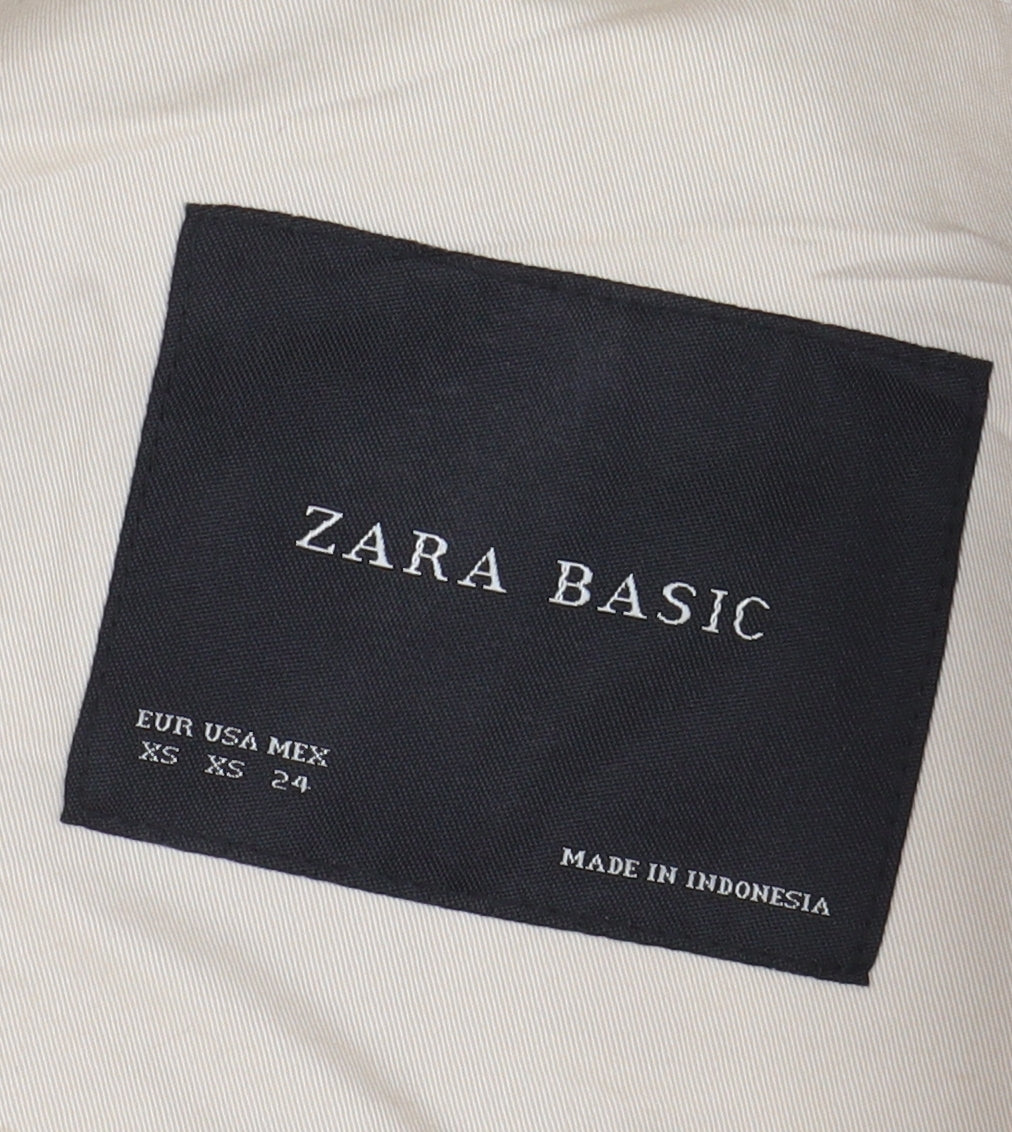 ZARA BASIC
EUR USA MEX
XS XS 24
MADE IN INDONESIA